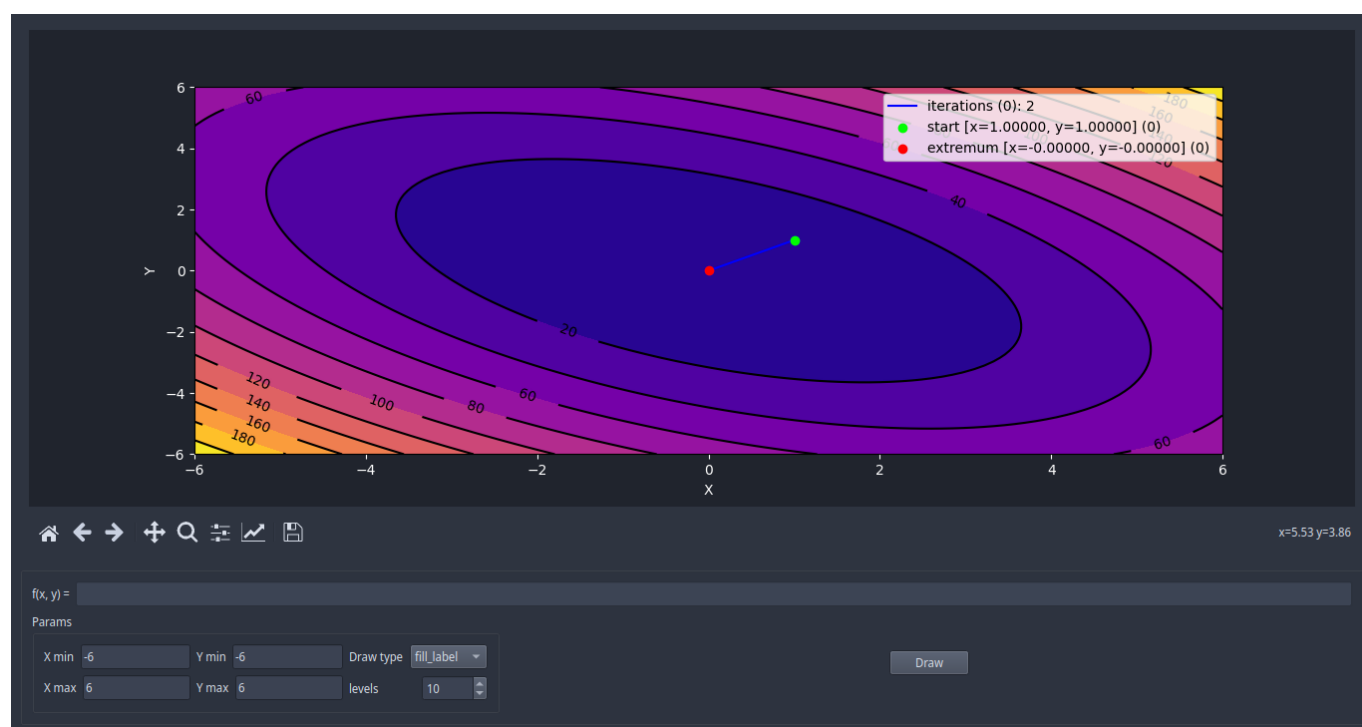 6
4
2
0
−2
−4
−6
Y
−6 −4 −2 0 2 4 6
X
60
180
160
140
120
40
20
60
120
100
80
60
140
160
180
60
iterations (0): 2
start [x=1.00000, y=1.00000] (0)
extremum [x=-0.00000, y=-0.00000] (0)
x=5.53 y=3.86
f(x, y) =
Params
X min -6 Y min -6 Draw type fill_label
X max 6 Y max 6 levels 10
Draw